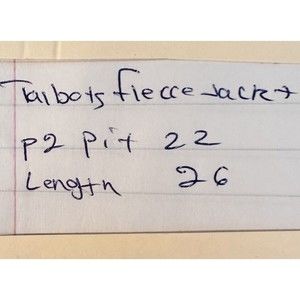 Talbots fleece Jacket
P2 Pit 22
Length 26